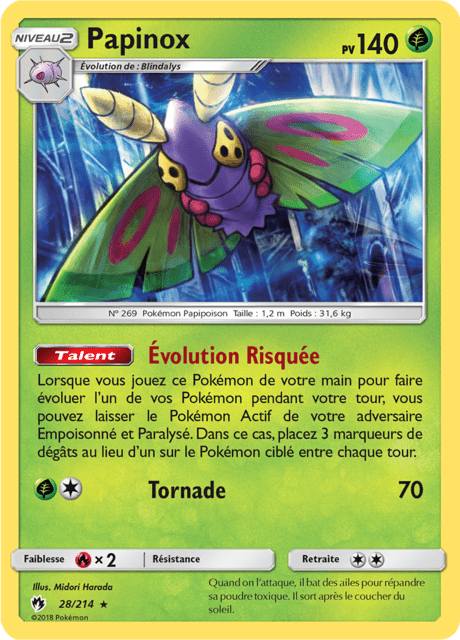 NIVEAU2
Papinox
PV140
Évolution de : Blindalys
N° 269 Pokémon Papipoison Taille : 1,2 m Poids : 31,6 kg
Talent Évolution Risquée
Lorsque vous jouez ce Pokémon de votre main pour faire
évoluer l'un de vos Pokémon pendant votre tour, vous
pouvez laisser le Pokémon Actif de votre adversaire
Empoisonné et Paralysé. Dans ce cas, placez 3 marqueurs de
dégâts au lieu d'un sur le Pokémon ciblé entre chaque tour.
Tornade 70
Faiblesse ×2 Résistance Retraite
Illus. Midori Harada
28/214 ★
©2018 Pokémon
Quand on l'attaque, il bat des ailes pour répandre
sa poudre toxique. Il sort après le coucher du
soleil.